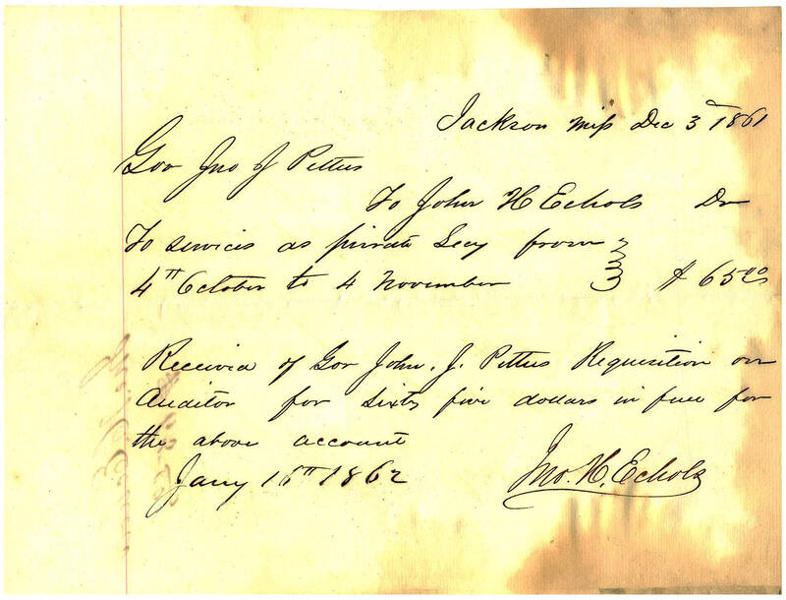 Jackson Miss Dec 3d 1861
Gov Jno J Pettus
To John H Echols Dr
To services as private Secy from
4th October to 4 November $ 65.00
Received of Gov John. J. Pettus Requisition on
Auditor for sixty five dollars in full for
the above account
Jany 16th 1862
Jno. H. Echols